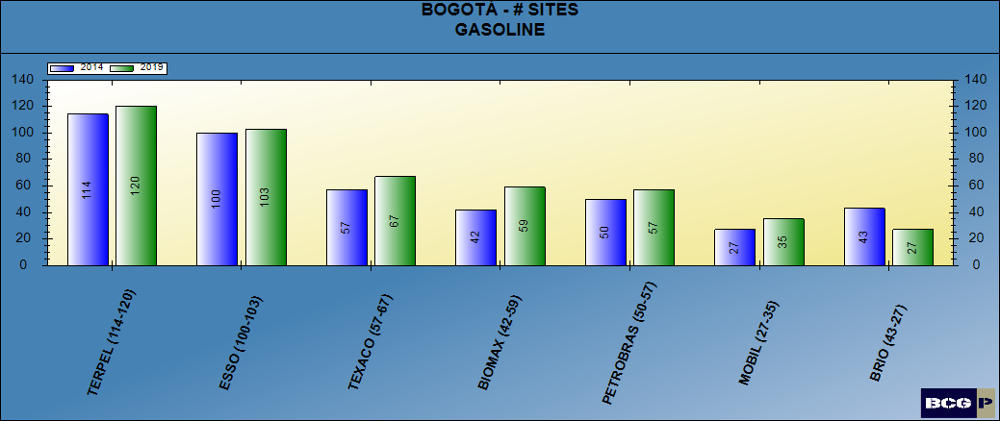 BOGOTÁ - # SITES
GASOLINE
2014 2019
140 140
120 120
100 100
80 80
60 60
40 40
20 20
0 0
114 120 100 103 57 67 42 59 50 57 27 35 43 27
TERPEL (114-120)
ESSO (100-103)
TEXACO (57-67)
BIOMAX (42-59)
PETROBRAS (50-57)
MOBIL (27-35)
BRIO (43-27)
BCG P